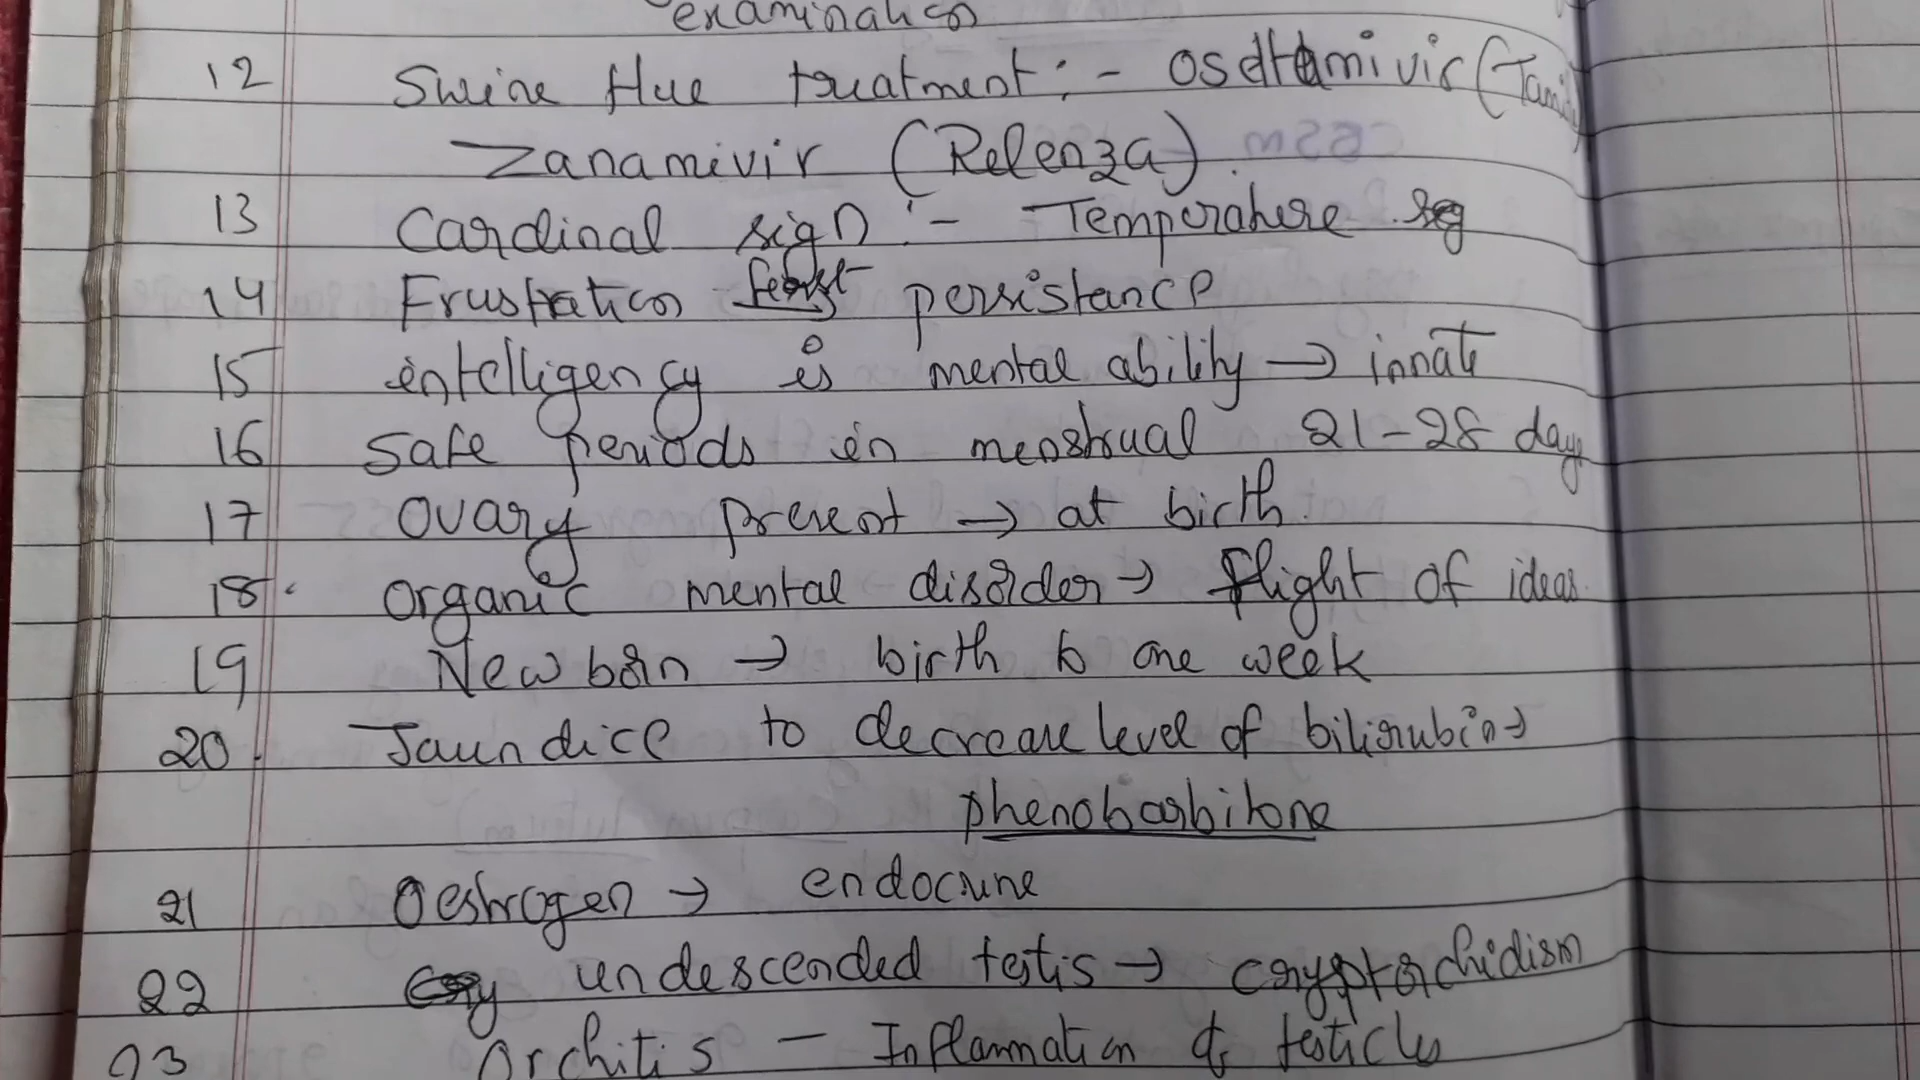 examination
12 Swine flue treatment :- Oseltamivir (Tami
Zanamivir (Relenza)
13 Cardinal sign :- Temperature
14 Frustration persistance
15 intelligency is mental ability → innate
16 Safe periods in menstrual 21-28 days
17 Ovary present → at birth.
18. Organic mental disorder → flight of ideas.
19 New born → birth to one week
20. Jaundice to decrease level of bilirubin →
phenobarbitone
21 Oestrogen → endocrine
22 undescended testis → cryptorchidism
23 Orchitis - Inflammation of testicles